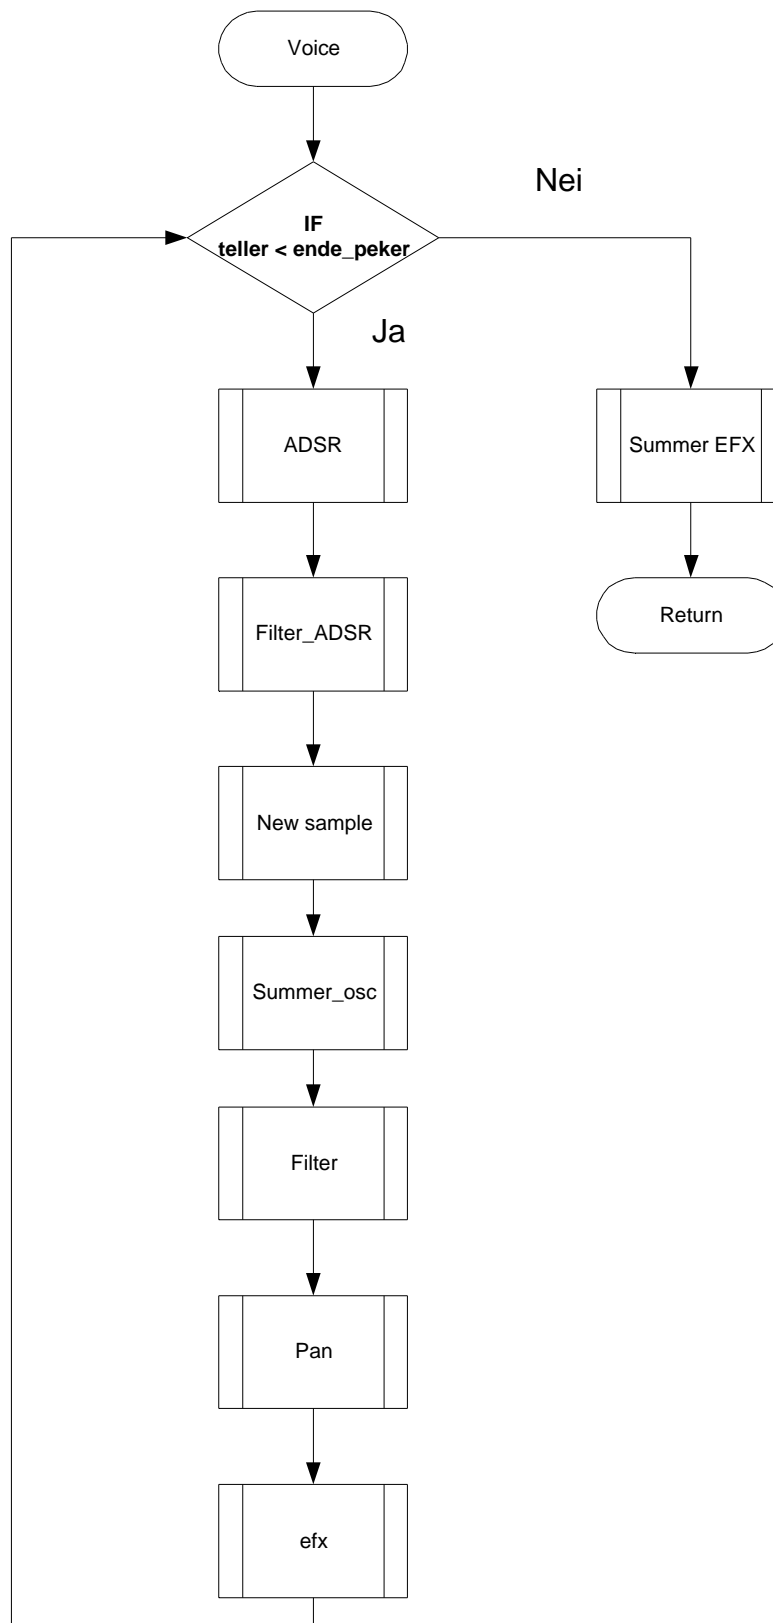 Voice
Nei
IF
teller < ende_peker
Ja
ADSR
Summer EFX
Filter_ADSR
Return
New sample
Summer_osc
Filter
Pan
efx